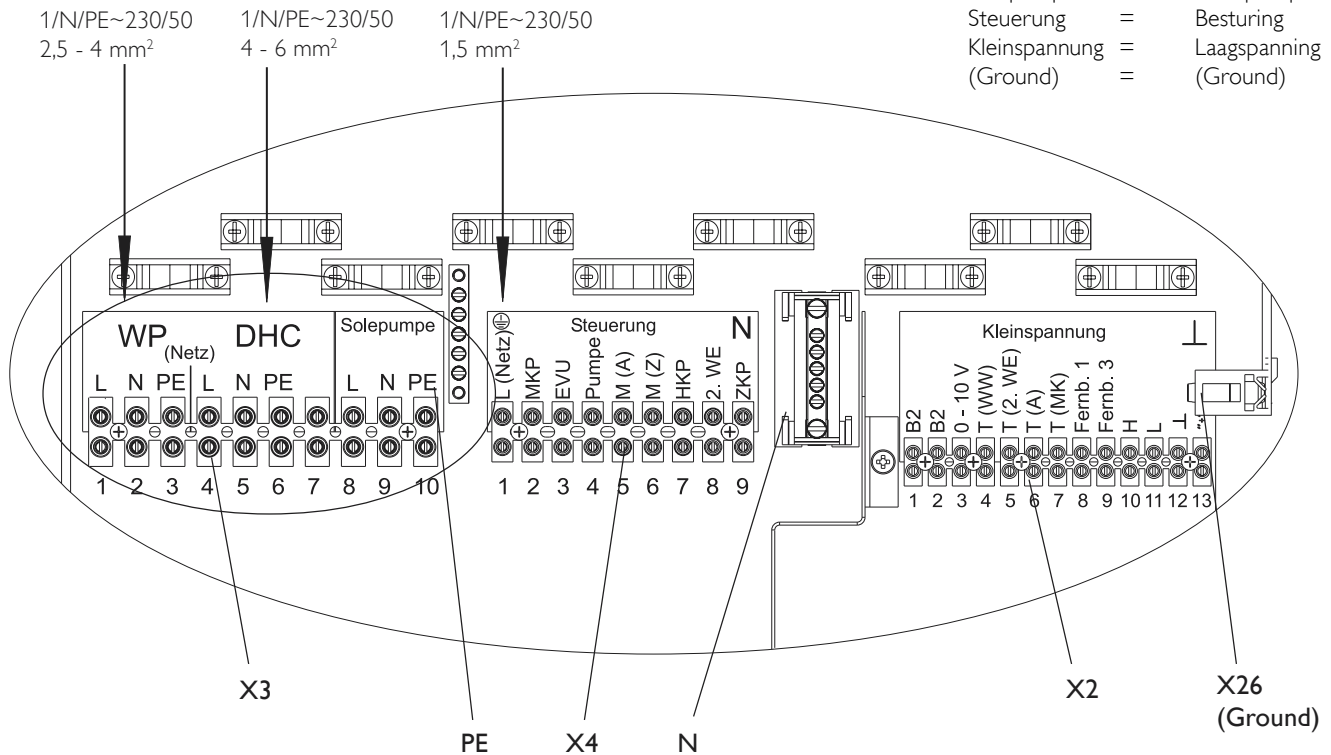 1/N/PE~230/50
2,5 - 4 mm²
1/N/PE~230/50
4 - 6 mm²
1/N/PE~230/50
1,5 mm²
Steuerung = Besturing
Kleinspannung = Laagspanning
(Ground) = (Ground)
WP (Netz) DHC Solepumpe
L N PE L N PE L N PE
1 2 3 4 5 6 7 8 9 10
Steuerung N
L (Netz) MKP EVU Pumpe M (A) M (Z) HKP 2. WE ZKP
1 2 3 4 5 6 7 8 9
Kleinspannung ⊥
B2 B2 0 - 10 V T (WW) T (2. WE) T (A) T (MK) Fernb. 1 Fernb. 3 H L ⊥ "+"
1 2 3 4 5 6 7 8 9 10 11 12 13
X3
PE
X4
N
X2
X26
(Ground)